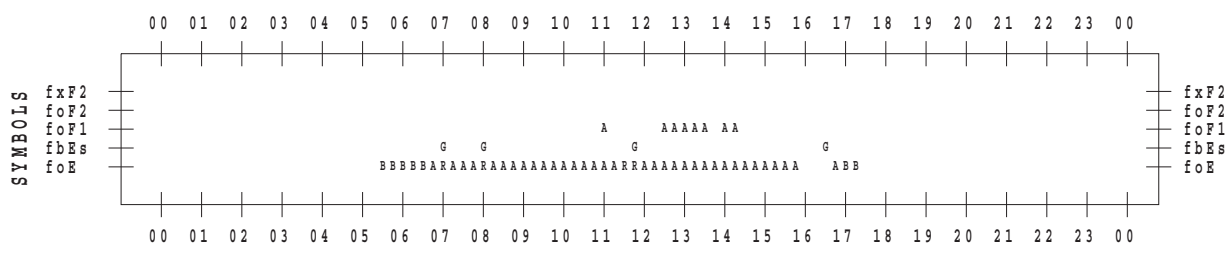 00 01 02 03 04 05 06 07 08 09 10 11 12 13 14 15 16 17 18 19 20 21 22 23 00
SYMBOLS
fxF2 fxF2
foF2 foF2
foF1 A AAAAA AA foF1
fbEs G G G G fbEs
foE BBBBBARAAARAAAAAAAAAAAAARRAAAAAAAAAAAAAAAA ABB foE
00 01 02 03 04 05 06 07 08 09 10 11 12 13 14 15 16 17 18 19 20 21 22 23 00